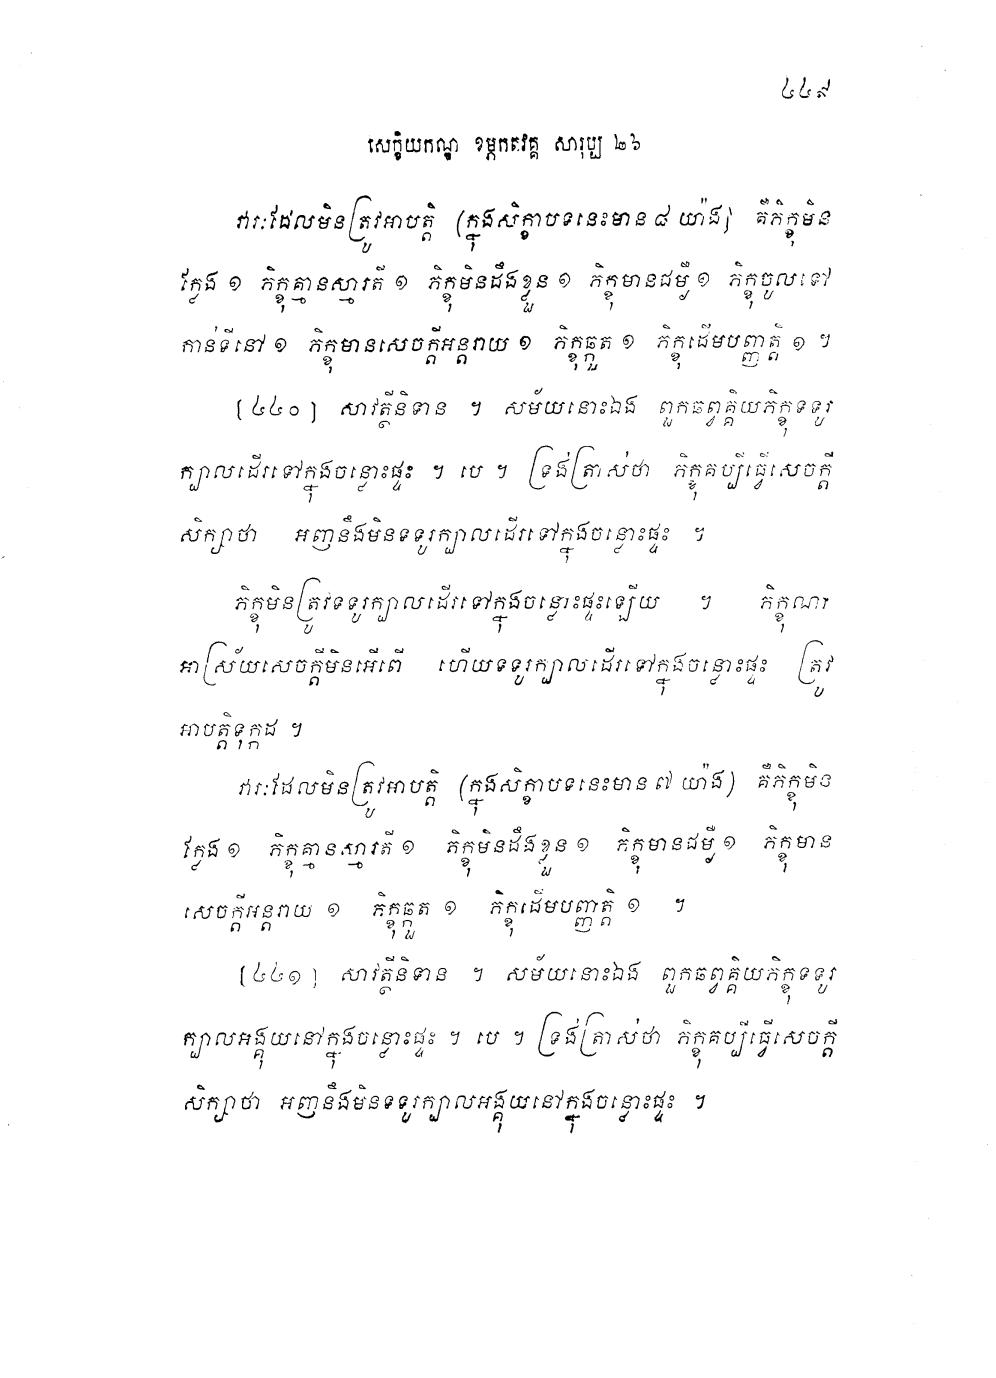 ៤៤៩
សេក្ខិយកណ្ឌ ខម្ភកតវគ្គ សារុប្ប ២៦
វារៈដែលមិនត្រូវអាបត្តិ (ក្នុងសិក្ខាបទនេះមាន ៨ យ៉ាង) គឺភិក្ខុមិន
ក្លែង ១ ភិក្ខុគ្មានស្មារតី ១ ភិក្ខុមិនដឹងខ្លួន ១ ភិក្ខុមានជម្ងឺ ១ ភិក្ខុចូលទៅ
កាន់ទីនៅ ១ ភិក្ខុមានសេចក្តីអន្តរាយ ១ ភិក្ខុឆ្កួត ១ ភិក្ខុដើមបញ្ញត្តិ ១ ។
[៤៤០] សាវត្ថីនិទាន ។ សម័យនោះឯង ពួកឆព្វគ្គិយភិក្ខុទទូរ
ក្បាលដើរទៅក្នុងចន្លោះផ្ទះ ។ បេ ។ ទ្រង់ត្រាស់ថា ភិក្ខុគប្បីធ្វើសេចក្តី
សិក្សាថា អញនឹងមិនទទូរក្បាលដើរទៅក្នុងចន្លោះផ្ទះ ។
ភិក្ខុមិនត្រូវទទូរក្បាលដើរទៅក្នុងចន្លោះផ្ទះឡើយ ។ ភិក្ខុណា
អាស្រ័យសេចក្តីមិនអើពើ ហើយទទូរក្បាលដើរទៅក្នុងចន្លោះផ្ទះ ត្រូវ
អាបត្តិទុក្កដ ។
វារៈដែលមិនត្រូវអាបត្តិ (ក្នុងសិក្ខាបទនេះមាន ៧ យ៉ាង) គឺភិក្ខុមិន
ក្លែង ១ ភិក្ខុគ្មានស្មារតី ១ ភិក្ខុមិនដឹងខ្លួន ១ ភិក្ខុមានជម្ងឺ ១ ភិក្ខុមាន
សេចក្តីអន្តរាយ ១ ភិក្ខុឆ្កួត ១ ភិក្ខុដើមបញ្ញត្តិ ១ ។
[៤៤១] សាវត្ថីនិទាន ។ សម័យនោះឯង ពួកឆព្វគ្គិយភិក្ខុទទូរ
ក្បាលអង្គុយនៅក្នុងចន្លោះផ្ទះ ។ បេ ។ ទ្រង់ត្រាស់ថា ភិក្ខុគប្បីធ្វើសេចក្តី
សិក្សាថា អញនឹងមិនទទូរក្បាលអង្គុយនៅក្នុងចន្លោះផ្ទះ ។